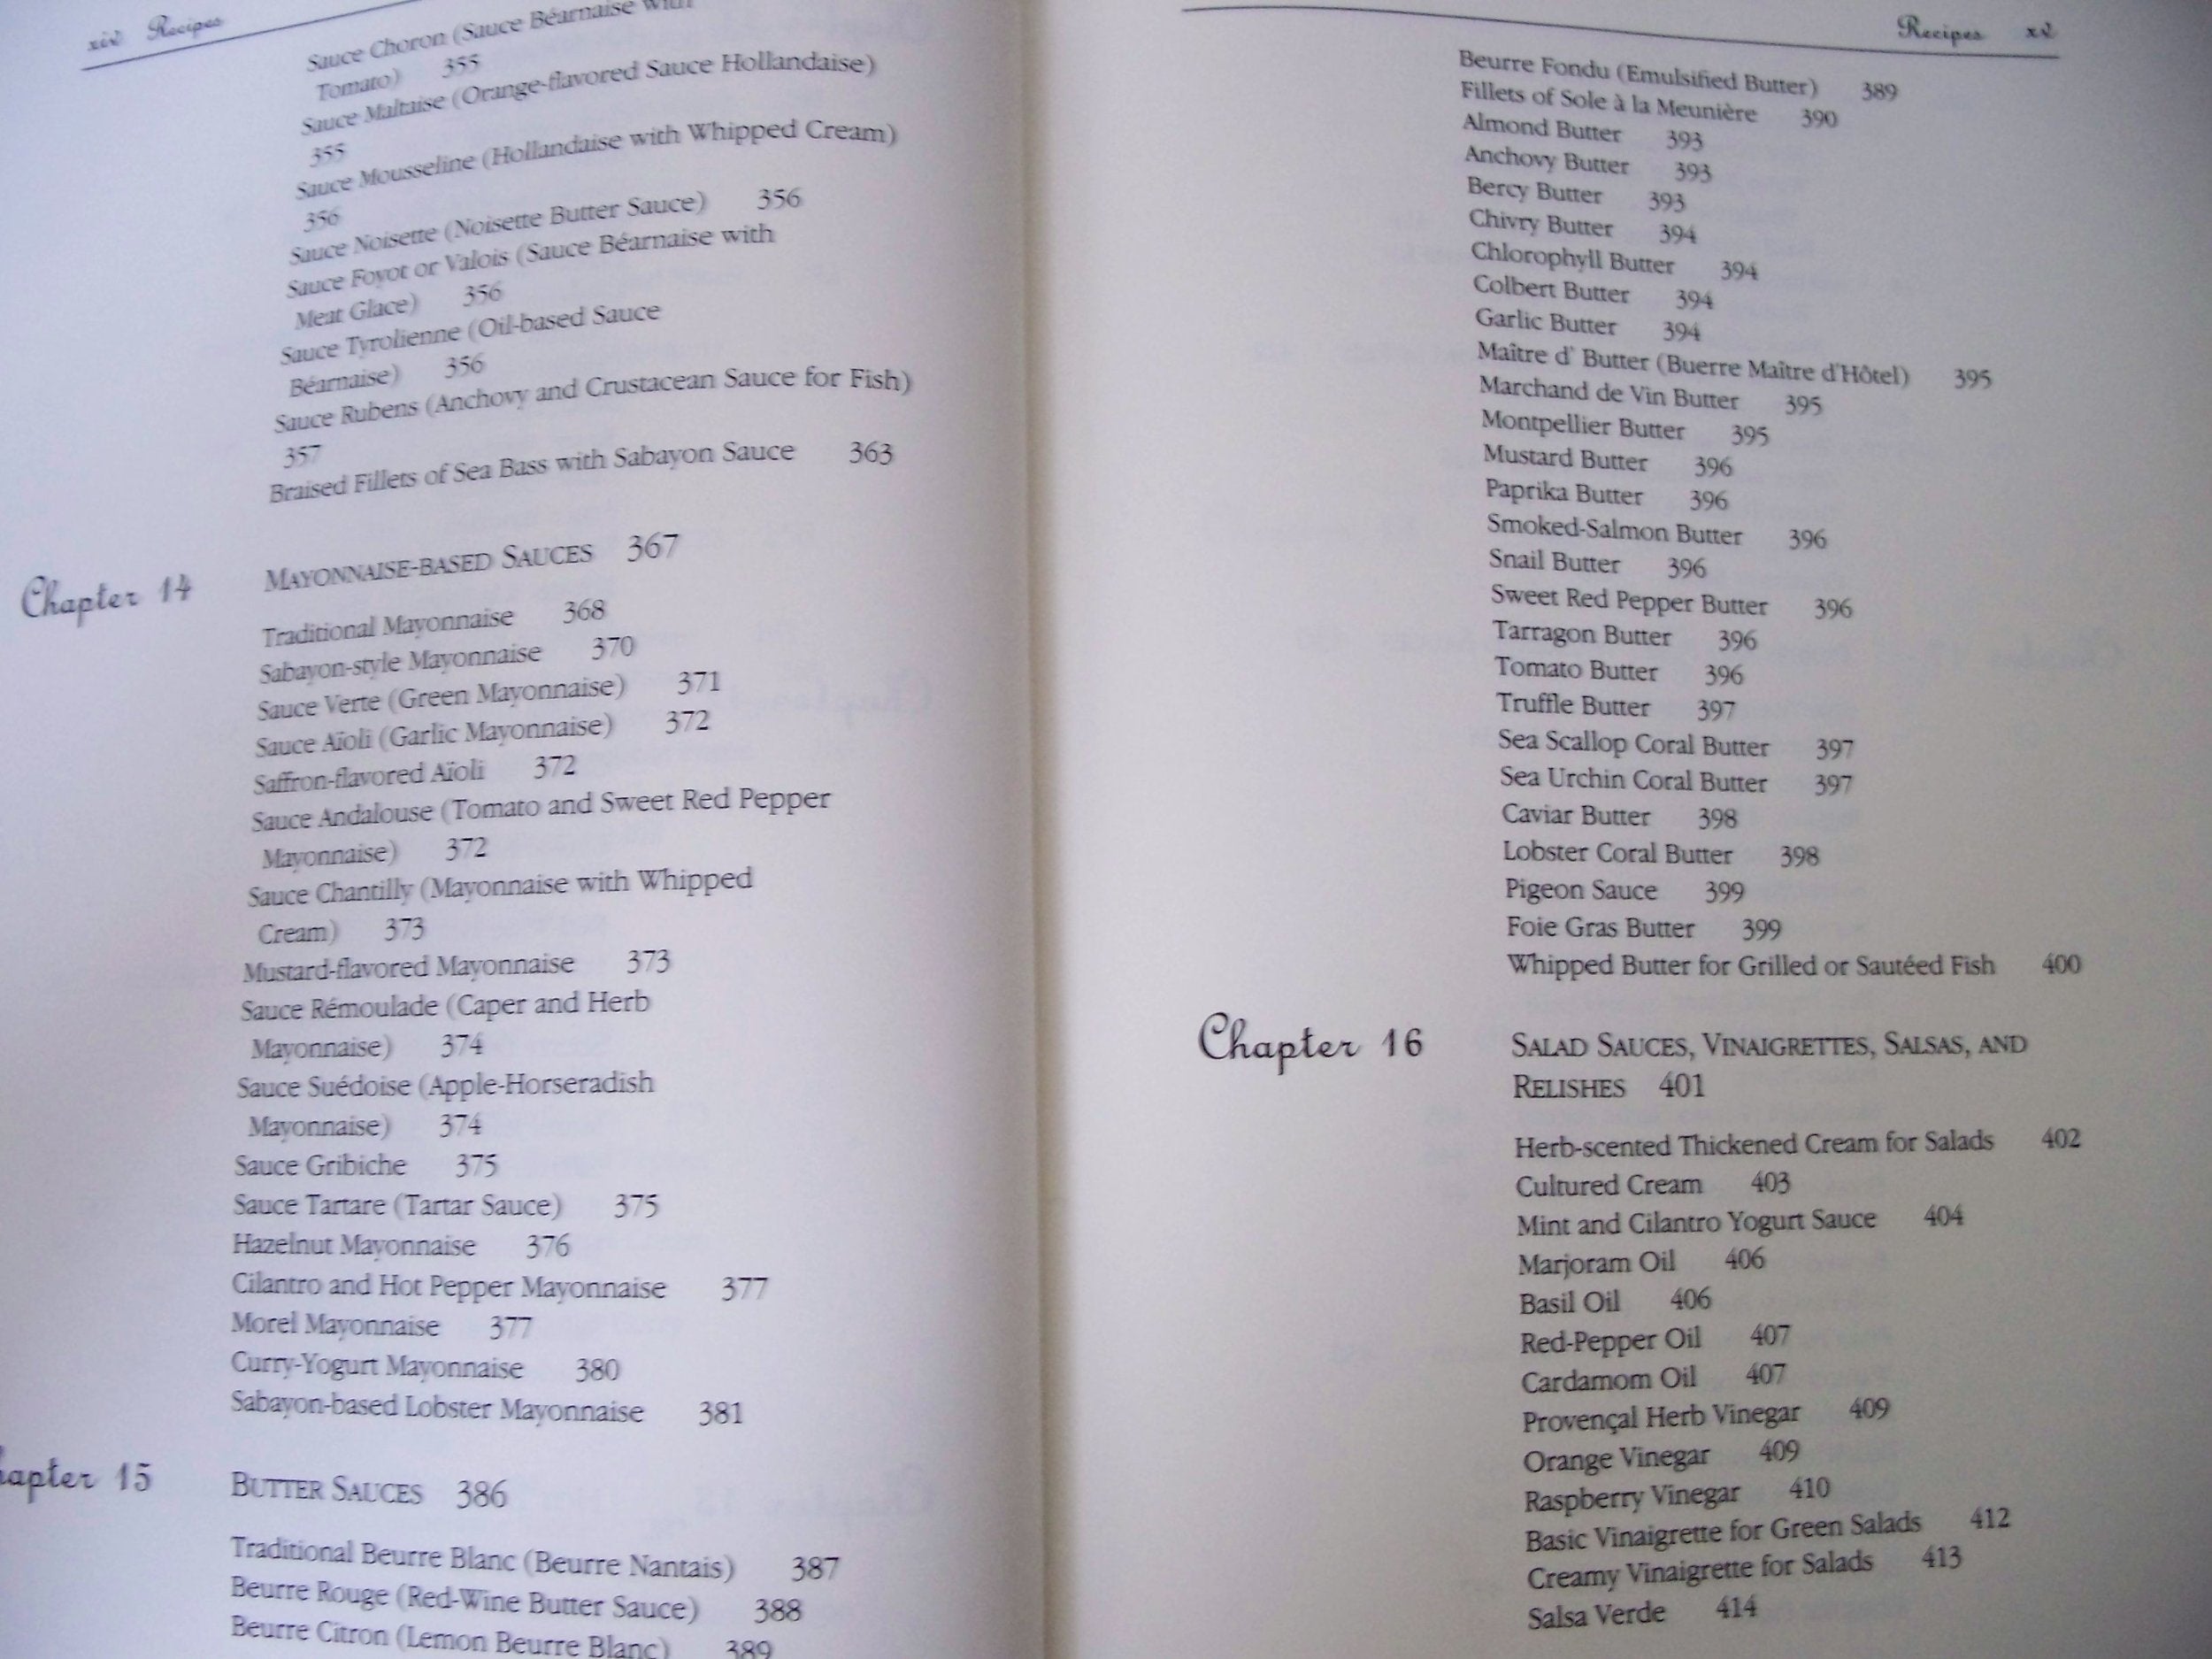 xiv Recipes
Sauce Choron (Sauce Béarnaise with
Tomato) 355
Sauce Maltaise (Orange-flavored Sauce Hollandaise)
355
Sauce Mousseline (Hollandaise with Whipped Cream)
356
Sauce Noisette (Noisette Butter Sauce) 356
Sauce Foyot or Valois (Sauce Béarnaise with
Meat Glace) 356
Sauce Tyrolienne (Oil-based Sauce
Béarnaise) 356
Sauce Rubens (Anchovy and Crustacean Sauce for Fish)
357
Braised Fillets of Sea Bass with Sabayon Sauce 363
Chapter 14 MAYONNAISE-BASED SAUCES 367
Traditional Mayonnaise 368
Sabayon-style Mayonnaise 370
Sauce Verte (Green Mayonnaise) 371
Sauce Aïoli (Garlic Mayonnaise) 372
Saffron-flavored Aïoli 372
Sauce Andalouse (Tomato and Sweet Red Pepper
Mayonnaise) 372
Sauce Chantilly (Mayonnaise with Whipped
Cream) 373
Mustard-flavored Mayonnaise 373
Sauce Rémoulade (Caper and Herb
Mayonnaise) 374
Sauce Suédoise (Apple-Horseradish
Mayonnaise) 374
Sauce Gribiche 375
Sauce Tartare (Tartar Sauce) 375
Hazelnut Mayonnaise 376
Cilantro and Hot Pepper Mayonnaise 377
Morel Mayonnaise 377
Curry-Yogurt Mayonnaise 380
Sabayon-based Lobster Mayonnaise 381
hapter 15 BUTTER SAUCES 386
Traditional Beurre Blanc (Beurre Nantais) 387
Beurre Rouge (Red-Wine Butter Sauce) 388
Beurre Citron (Lemon Beurre Blanc) 389
Recipes xv
Beurre Fondu (Emulsified Butter) 389
Fillets of Sole à la Meunière 390
Almond Butter 393
Anchovy Butter 393
Bercy Butter 393
Chivry Butter 394
Chlorophyll Butter 394
Colbert Butter 394
Garlic Butter 394
Maître d' Butter (Buerre Maître d'Hôtel) 395
Marchand de Vin Butter 395
Montpellier Butter 395
Mustard Butter 396
Paprika Butter 396
Smoked-Salmon Butter 396
Snail Butter 396
Sweet Red Pepper Butter 396
Tarragon Butter 396
Tomato Butter 396
Truffle Butter 397
Sea Scallop Coral Butter 397
Sea Urchin Coral Butter 397
Caviar Butter 398
Lobster Coral Butter 398
Pigeon Sauce 399
Foie Gras Butter 399
Whipped Butter for Grilled or Sautéed Fish 400
Chapter 16 SALAD SAUCES, VINAIGRETTES, SALSAS, AND
RELISHES 401
Herb-scented Thickened Cream for Salads 402
Cultured Cream 403
Mint and Cilantro Yogurt Sauce 404
Marjoram Oil 406
Basil Oil 406
Red-Pepper Oil 407
Cardamom Oil 407
Provençal Herb Vinegar 409
Orange Vinegar 409
Raspberry Vinegar 410
Basic Vinaigrette for Green Salads 412
Creamy Vinaigrette for Salads 413
Salsa Verde 414